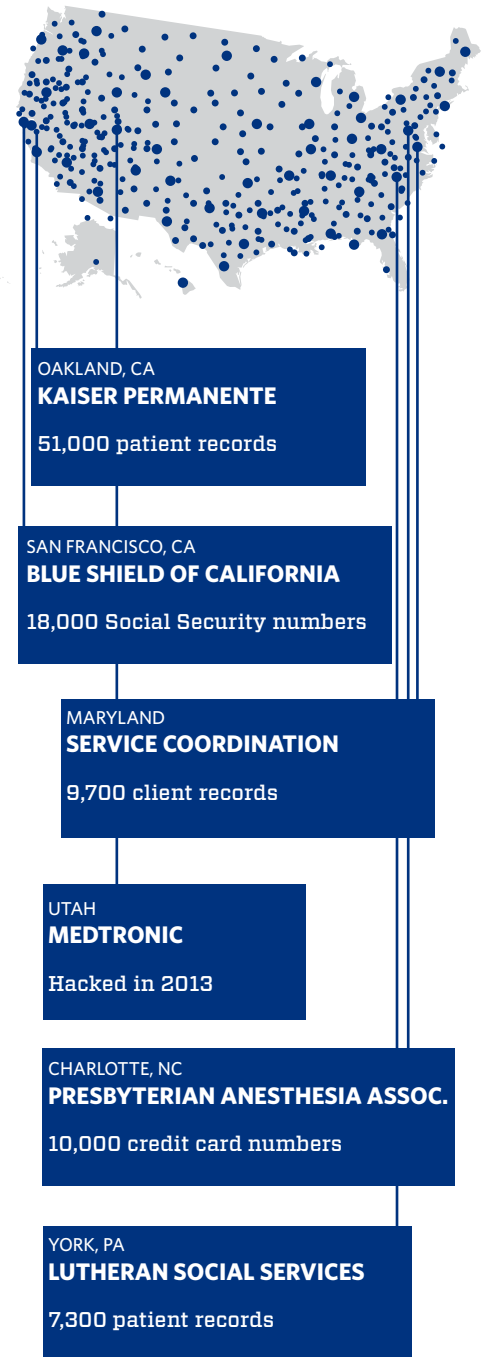 OAKLAND, CA
KAISER PERMANENTE
51,000 patient records
SAN FRANCISCO, CA
BLUE SHIELD OF CALIFORNIA
18,000 Social Security numbers
MARYLAND
SERVICE COORDINATION
9,700 client records
UTAH
MEDTRONIC
Hacked in 2013
CHARLOTTE, NC
PRESBYTERIAN ANESTHESIA ASSOC.
10,000 credit card numbers
YORK, PA
LUTHERAN SOCIAL SERVICES
7,300 patient records